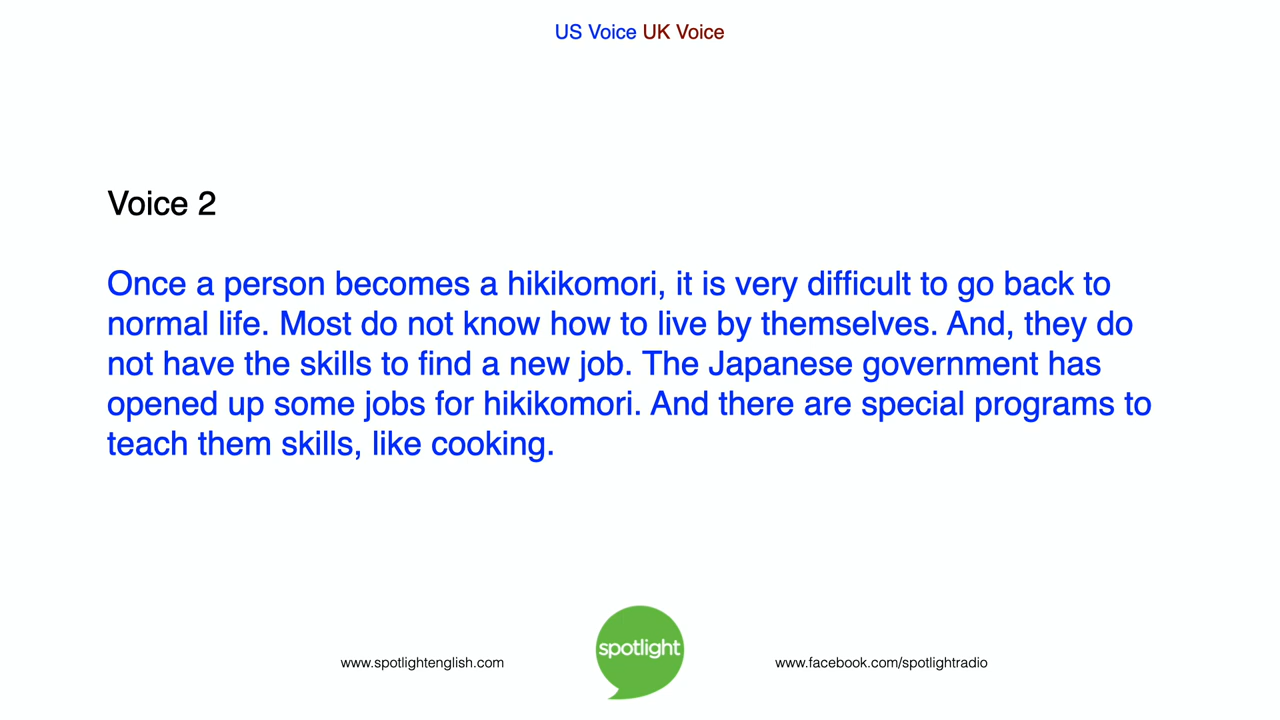 US Voice UK Voice
Voice 2
Once a person becomes a hikikomori, it is very difficult to go back to
normal life. Most do not know how to live by themselves. And, they do
not have the skills to find a new job. The Japanese government has
opened up some jobs for hikikomori. And there are special programs to
teach them skills, like cooking.
www.spotlightenglish.com
spotlight
www.facebook.com/spotlightradio